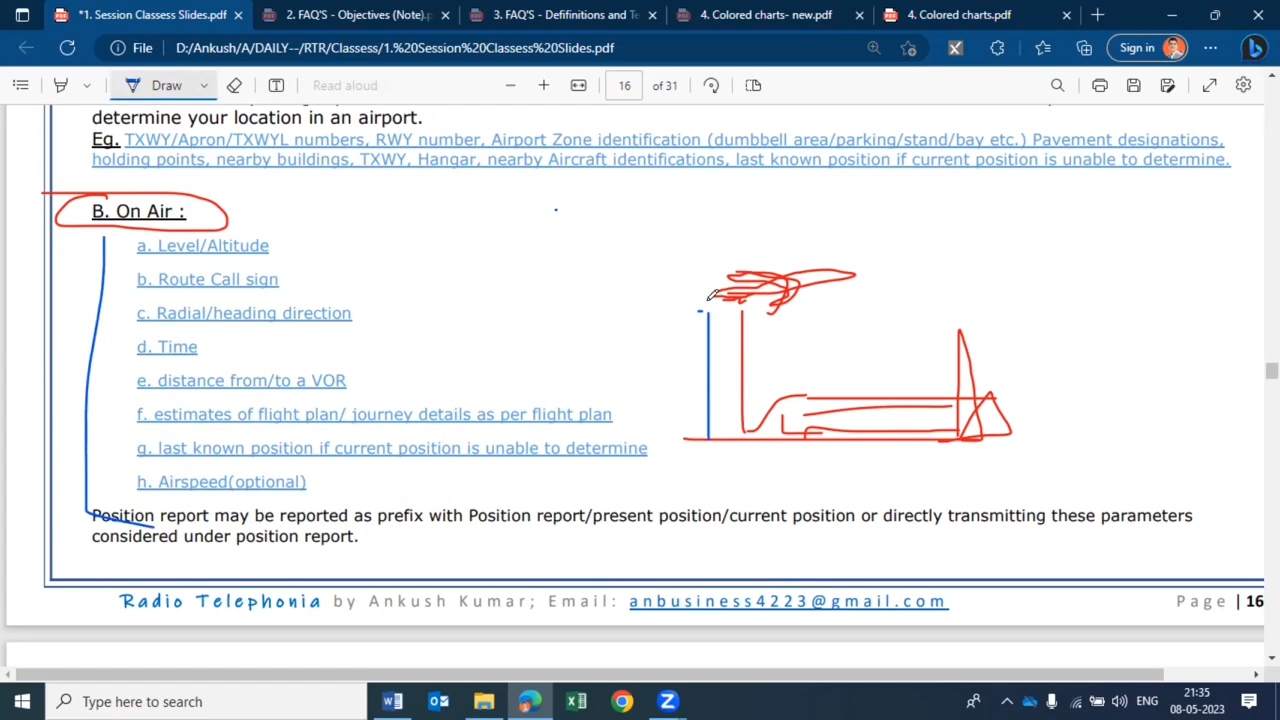 *1. Session Classess Slides.pdf
2. FAQ'S - Objectives (Note).p
3. FAQ'S - Defifinitions and Te
4. Colored charts- new.pdf
4. Colored charts.pdf
File
D:/Ankush/A/DAILY--/RTR/Classess/1.%20Session%20Classess%20Slides.pdf
Sign in
Draw
Read aloud
16
of 31
determine your location in an airport.
Eg. TXWY/Apron/TXWYL numbers, RWY number, Airport Zone identification (dumbbell area/parking/stand/bay etc.) Pavement designations,
holding points, nearby buildings, TXWY, Hangar, nearby Aircraft identifications, last known position if current position is unable to determine.
B. On Air :
a. Level/Altitude
b. Route Call sign
c. Radial/heading direction
d. Time
e. distance from/to a VOR
f. estimates of flight plan/ journey details as per flight plan
g. last known position if current position is unable to determine
h. Airspeed(optional)
Position report may be reported as prefix with Position report/present position/current position or directly transmitting these parameters
considered under position report.
Radio Telephonia by Ankush Kumar; Email: anbusiness4223@gmail.com
Page | 16
Type here to search
ENG
21:35
08-05-2023